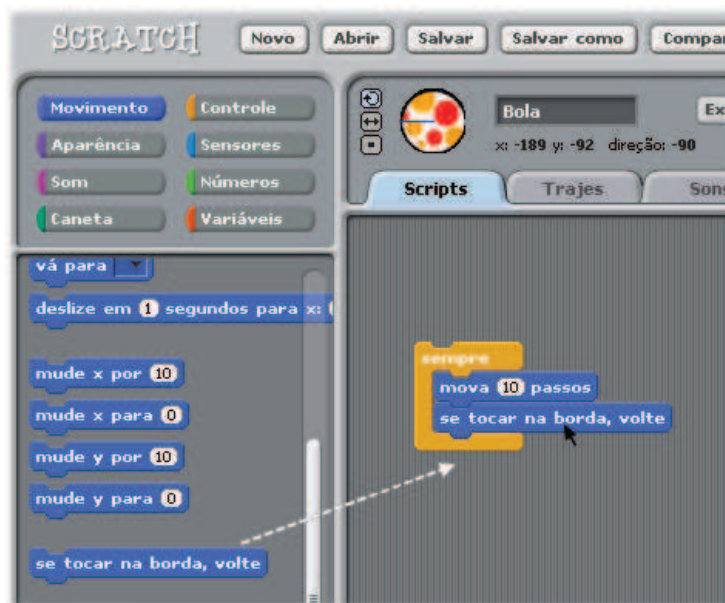 SCRATCH
Novo
Abrir
Salvar
Salvar como
Compar
Movimento
Controle
Aparência
Sensores
Som
Números
Caneta
Variáveis
Bola
Ex
x: -189 y: -92 direção: -90
Scripts
Trajes
Sons
vá para
deslize em 1 segundos para x:
mude x por 10
mude x para 0
mude y por 10
mude y para 0
se tocar na borda, volte
sempre
mova 10 passos
se tocar na borda, volte